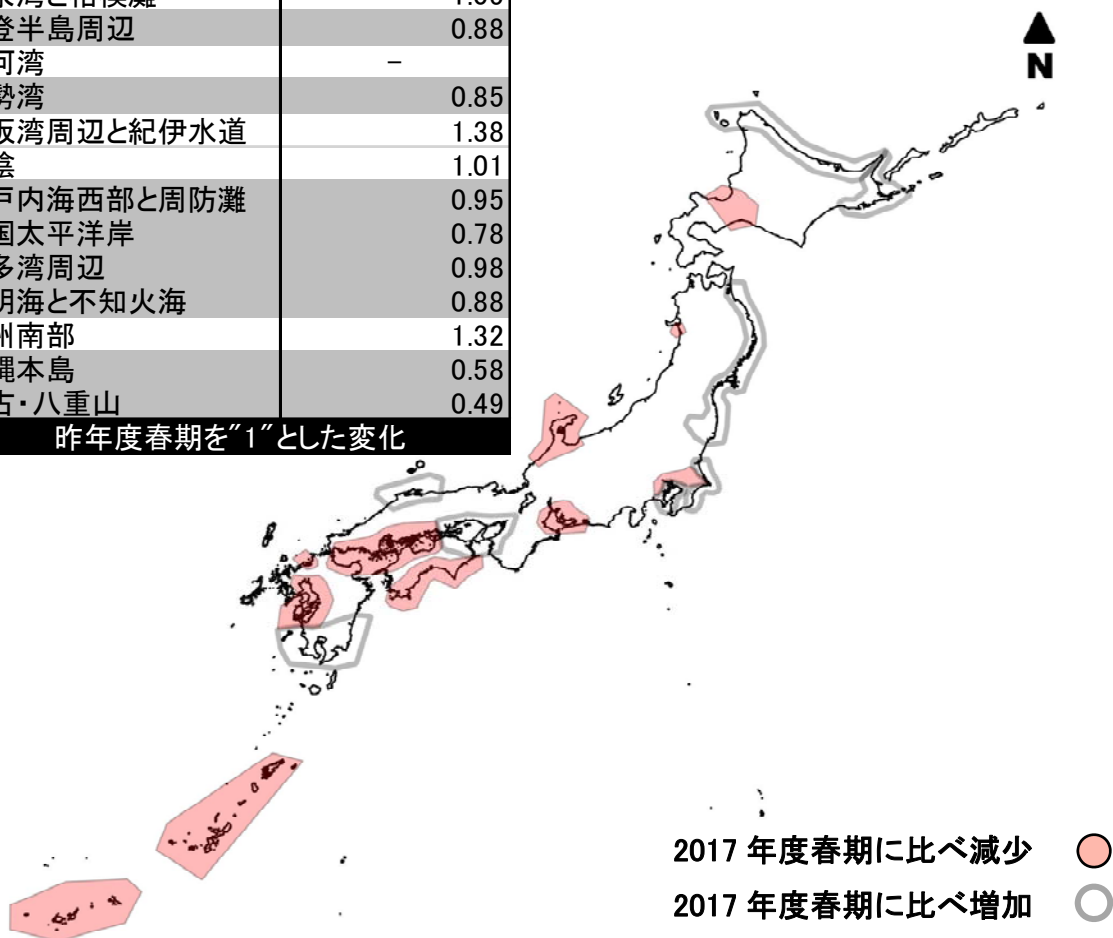 登半島周辺 0.88
河湾 –
勢湾 0.85
阪湾周辺と紀伊水道 1.38
陰 1.01
戸内海西部と周防灘 0.95
国太平洋岸 0.78
多湾周辺 0.98
明海と不知火海 0.88
州南部 1.32
縄本島 0.58
古・八重山 0.49
昨年度春期を"1"とした変化
N
2017 年度春期に比べ減少
2017 年度春期に比べ増加